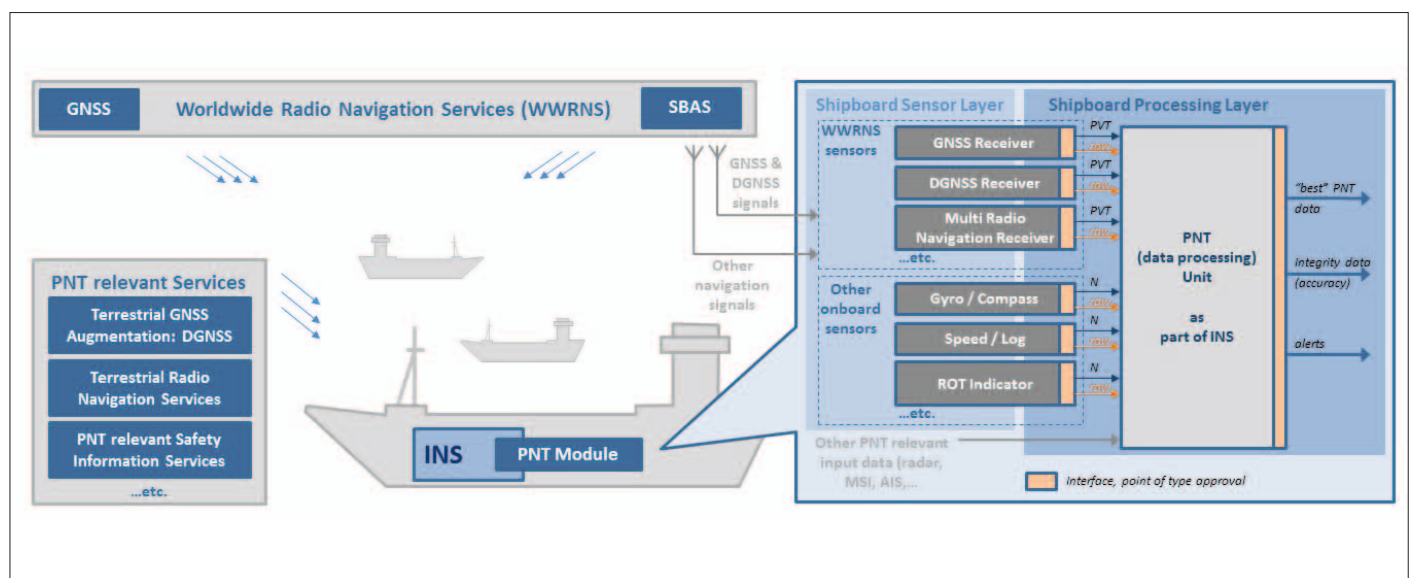 GNSS
Worldwide Radio Navigation Services (WWRNS)
SBAS
GNSS &
DGNSS
signals
Other
navigation
signals
PNT relevant Services
Terrestrial GNSS
Augmentation: DGNSS
Terrestrial Radio
Navigation Services
PNT relevant Safety
Information Services
...etc.
INS
PNT Module
Shipboard Sensor Layer
Shipboard Processing Layer
WWRNS
sensors
GNSS Receiver
PVT
DGNSS Receiver
PVT
Multi Radio
Navigation Receiver
PVT
...etc.
Other
onboard
sensors
Gyro / Compass
N
Speed / Log
N
ROT Indicator
N
...etc.
Other PNT relevant
input data (radar,
MSI, AIS,...
PNT
(data processing)
Unit
as
part of INS
"best" PNT
data
Integrity data
(accuracy)
alerts
Interface, point of type approval